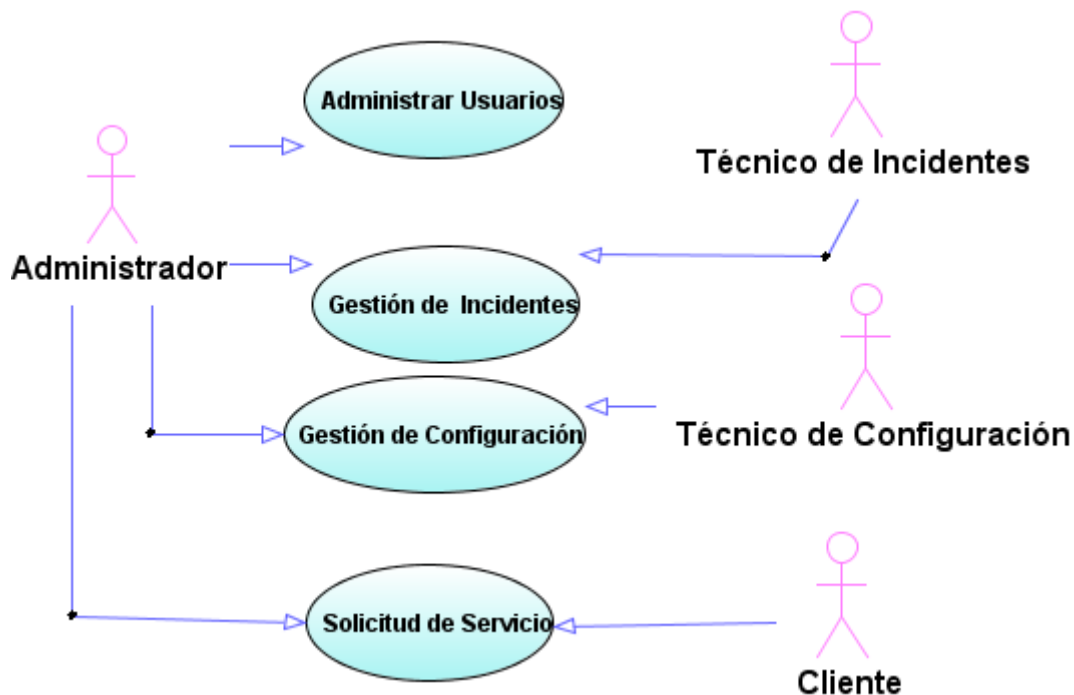 Administrar Usuarios
Técnico de Incidentes
Administrador
Gestión de Incidentes
Gestión de Configuración
Técnico de Configuración
Solicitud de Servicio
Cliente